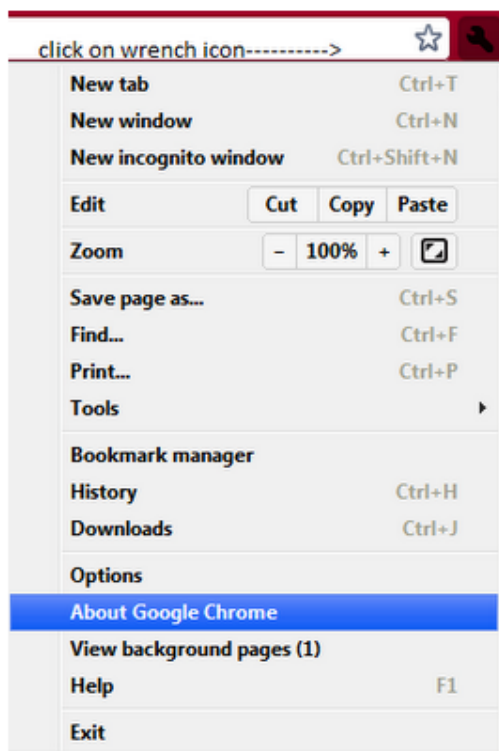 click on wrench icon---------->
New tab Ctrl+T
New window Ctrl+N
New incognito window Ctrl+Shift+N
Edit Cut Copy Paste
Zoom - 100% +
Save page as... Ctrl+S
Find... Ctrl+F
Print... Ctrl+P
Tools
Bookmark manager
History Ctrl+H
Downloads Ctrl+J
Options
About Google Chrome
View background pages (1)
Help F1
Exit